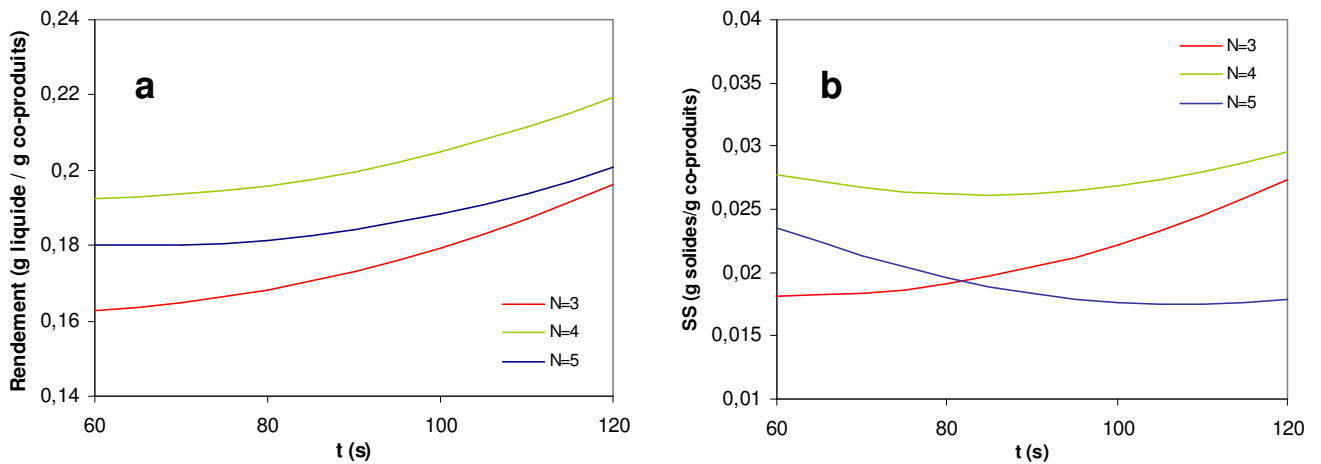 a
Rendement (g liquide / g co-produits)
0,24
0,22
0,2
0,18
0,16
0,14
60
80
100
120
t (s)
N=3
N=4
N=5
b
SS (g solides/g co-produits)
0,04
0,035
0,03
0,025
0,02
0,015
0,01
60
80
100
120
t (s)
N=3
N=4
N=5